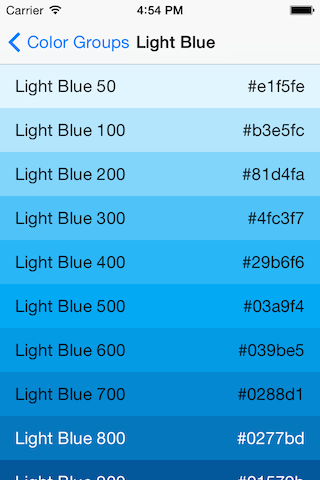 Carrier 4:54 PM
Color Groups Light Blue
Light Blue 50 #e1f5fe
Light Blue 100 #b3e5fc
Light Blue 200 #81d4fa
Light Blue 300 #4fc3f7
Light Blue 400 #29b6f6
Light Blue 500 #03a9f4
Light Blue 600 #039be5
Light Blue 700 #0288d1
Light Blue 800 #0277bd
Light Blue